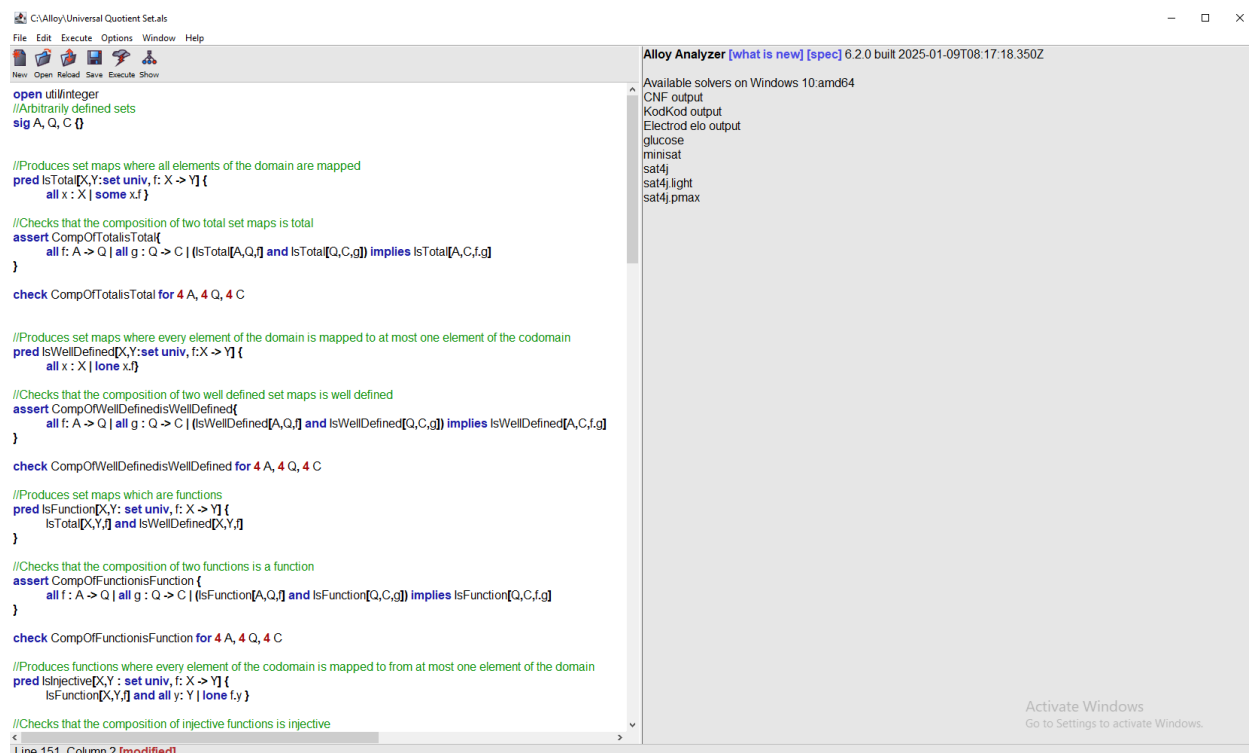 C:\Alloy\Universal Quotient Set.als
File Edit Execute Options Window Help
New Open Reload Save Execute Show
open util/integer
//Arbitrarily defined sets
sig A, Q, C {}
//Produces set maps where all elements of the domain are mapped
pred IsTotal[X,Y:set univ, f: X -> Y] {
all x : X | some x.f }
//Checks that the composition of two total set maps is total
assert CompOfTotalisTotal{
all f: A -> Q | all g : Q -> C | (IsTotal[A,Q,f] and IsTotal[Q,C,g]) implies IsTotal[A,C,f.g]
}
check CompOfTotalisTotal for 4 A, 4 Q, 4 C
//Produces set maps where every element of the domain is mapped to at most one element of the codomain
pred IsWellDefined[X,Y:set univ, f:X -> Y] {
all x : X | lone x.f}
//Checks that the composition of two well defined set maps is well defined
assert CompOfWellDefinedisWellDefined{
all f: A -> Q | all g : Q -> C | (IsWellDefined[A,Q,f] and IsWellDefined[Q,C,g]) implies IsWellDefined[A,C,f.g]
}
check CompOfWellDefinedisWellDefined for 4 A, 4 Q, 4 C
//Produces set maps which are functions
pred IsFunction[X,Y: set univ, f: X -> Y] {
IsTotal[X,Y,f] and IsWellDefined[X,Y,f]
}
//Checks that the composition of two functions is a function
assert CompOfFunctionisFunction {
all f : A -> Q | all g : Q -> C | (IsFunction[A,Q,f] and IsFunction[Q,C,g]) implies IsFunction[Q,C,f.g]
}
check CompOfFunctionisFunction for 4 A, 4 Q, 4 C
//Produces functions where every element of the codomain is mapped to from at most one element of the domain
pred IsInjective[X,Y : set univ, f: X -> Y] {
IsFunction[X,Y,f] and all y: Y | lone f.y }
//Checks that the composition of injective functions is injective
Line 151, Column 2 [modified]
Alloy Analyzer [what is new] [spec] 6.2.0 built 2025-01-09T08:17:18.350Z
Available solvers on Windows 10:amd64
CNF output
KodKod output
Electrod elo output
glucose
minisat
sat4j
sat4j.light
sat4j.pmax
Activate Windows
Go to Settings to activate Windows.